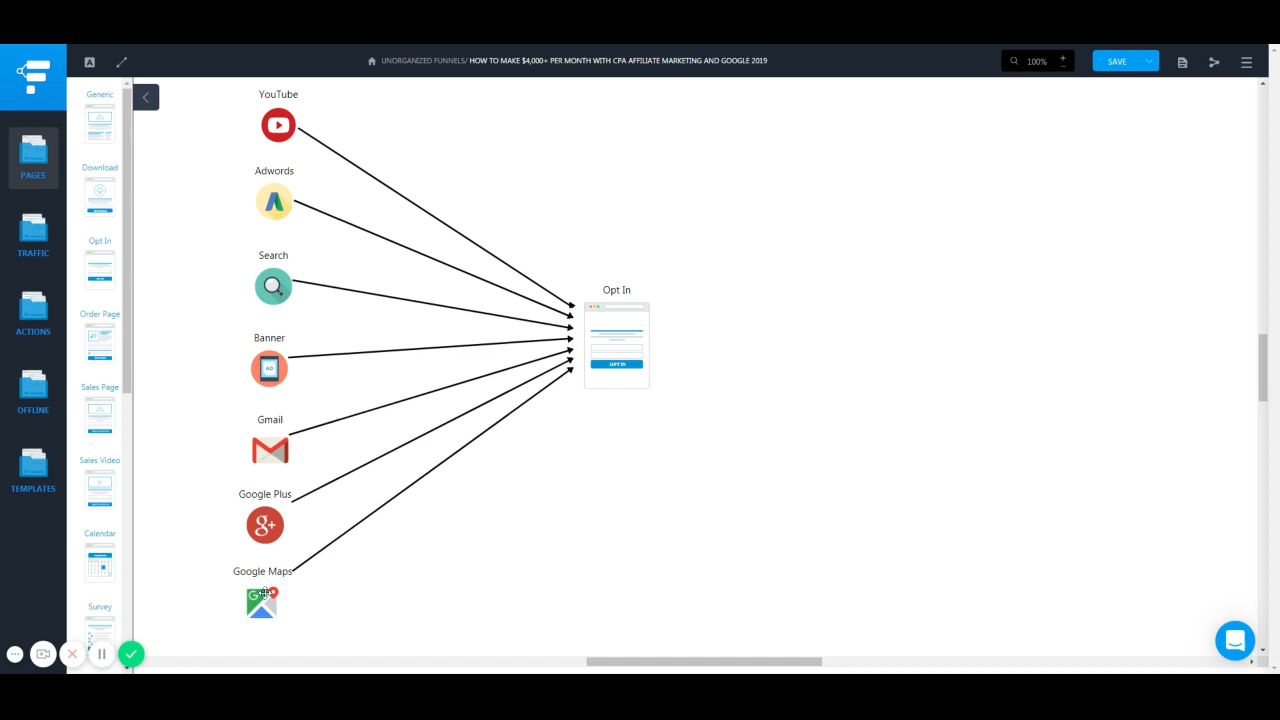 UNORGANIZED FUNNELS/ HOW TO MAKE $4,000+ PER MONTH WITH CPA AFFILIATE MARKETING AND GOOGLE 2019
100%
SAVE
PAGES
TRAFFIC
ACTIONS
OFFLINE
TEMPLATES
Generic
Download
Opt In
Order Page
Sales Page
Sales Video
Calendar
Survey
YouTube
Adwords
Search
Banner
AD
Gmail
Google Plus
g+
Google Maps
G
Opt In
OPT IN